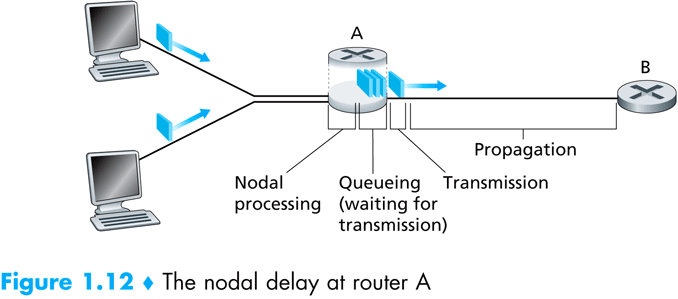 A
B
Propagation
Nodal
processing
Queueing
(waiting for
transmission)
Transmission
Figure 1.12 ♦ The nodal delay at router A